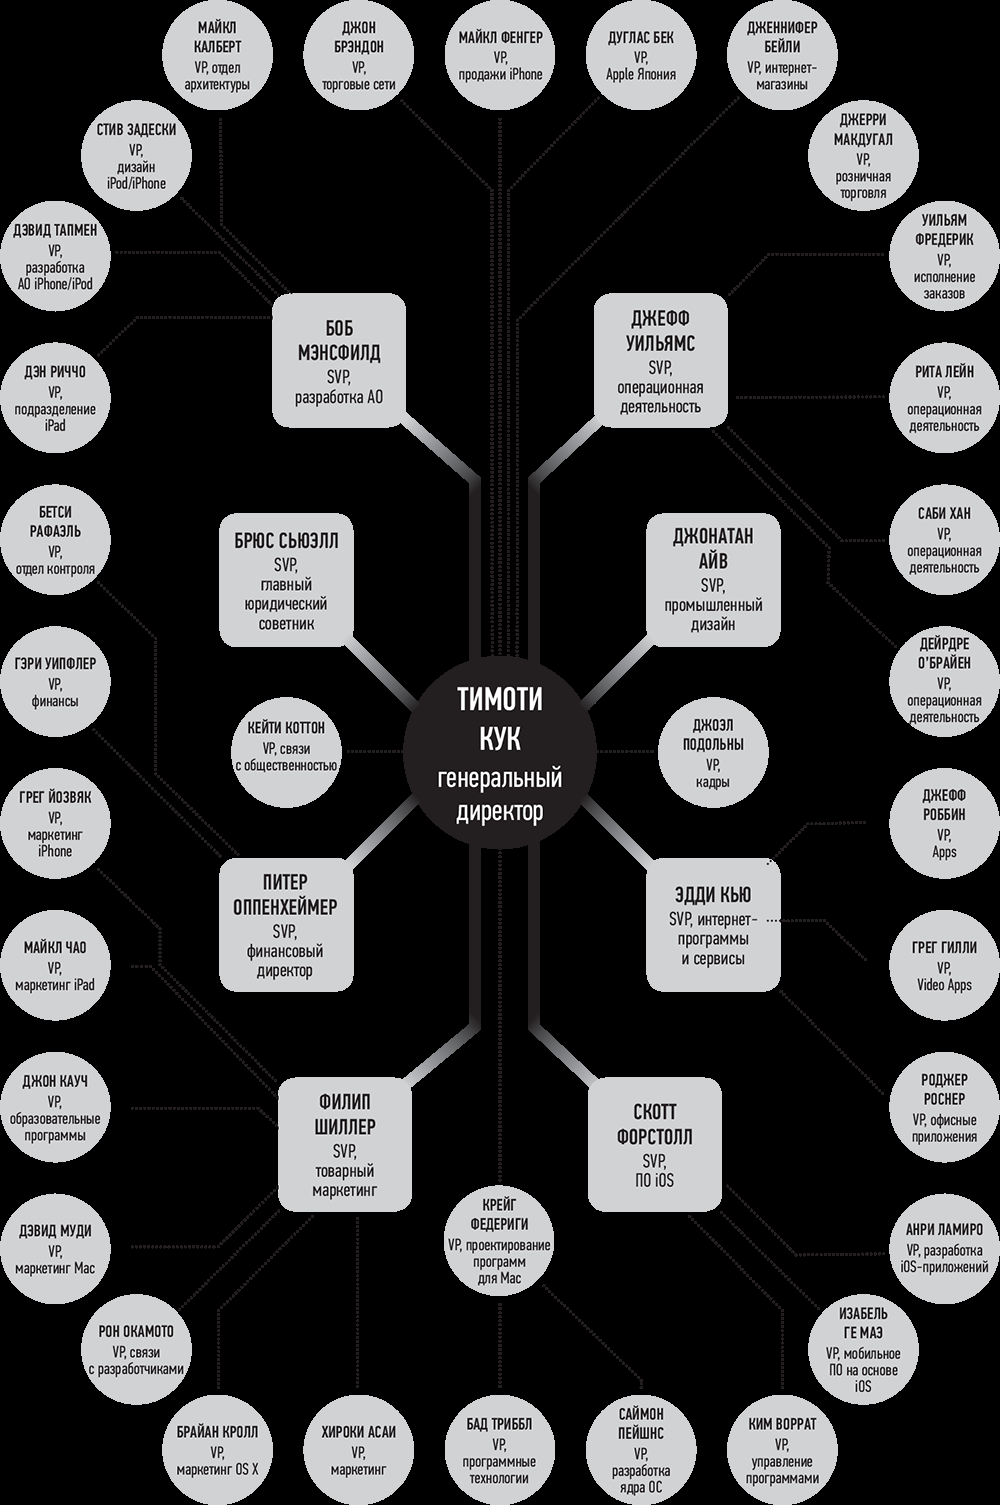 МАЙКЛ
КАЛБЕРТ
VP, отдел
архитектуры
ДЖОН
БРЭНДОН
VP,
торговые сети
МАЙКЛ ФЕНГЕР
VP,
продажи iPhone
ДУГЛАС БЕК
VP,
Apple Япония
ДЖЕННИФЕР
БЕЙЛИ
VP, интернет-
магазины
СТИВ ЗАДЕСКИ
VP,
дизайн
iPod/iPhone
ДЖЕРРИ
МАКДУГАЛ
VP,
розничная
торговля
ДЭВИД ТАПМЕН
VP,
разработка
АО iPhone/iPod
УИЛЬЯМ
ФРЕДЕРИК
VP,
исполнение
заказов
БОБ
МЭНСФИЛД
SVP,
разработка АО
ДЖЕФФ
УИЛЬЯМС
SVP,
операционная
деятельность
ДЭН РИЧЧО
VP,
подразделение
iPad
РИТА ЛЕЙН
VP,
операционная
деятельность
БЕТСИ
РАФАЭЛЬ
VP,
отдел контроля
БРЮС СЬЮЭЛЛ
SVP,
главный
юридический
советник
ДЖОНАТАН
АЙВ
SVP,
промышленный
дизайн
САБИ ХАН
VP,
операционная
деятельность
ГЭРИ УИПФЛЕР
VP,
финансы
КЕЙТИ КОТТОН
VP, связи
с общественностью
ТИМОТИ
КУК
генеральный
директор
ДЖОЭЛ
ПОДОЛЬНЫ
VP,
кадры
ДЕЙРДРЕ
О'БРАЙЕН
VP,
операционная
деятельность
ГРЕГ ЙОЗВЯК
VP,
маркетинг
iPhone
ПИТЕР
ОППЕНХЕЙМЕР
SVP,
финансовый
директор
ЭДДИ КЬЮ
SVP, интернет-
программы
и сервисы
ДЖЕФФ
РОББИН
VP,
Apps
МАЙКЛ ЧАО
VP,
маркетинг iPad
ГРЕГ ГИЛЛИ
VP,
Video Apps
ДЖОН КАУЧ
VP,
образовательные
программы
ФИЛИП
ШИЛЛЕР
SVP,
товарный
маркетинг
СКОТТ
ФОРСТОЛЛ
SVP,
ПО iOS
РОДЖЕР
РОСНЕР
VP, офисные
приложения
ДЭВИД МУДИ
VP,
маркетинг Mac
КРЕЙГ
ФЕДЕРИГИ
VP, проектирование
программ
для Mac
АНРИ ЛАМИРО
VP, разработка
iOS-приложений
РОН ОКАМОТО
VP, связи
с разработчиками
ИЗАБЕЛЬ
ГЕ МАЭ
VP, мобильное
ПО на основе
iOS
БРАЙАН КРОЛЛ
VP,
маркетинг OS X
ХИРОКИ АСАИ
VP,
маркетинг
БАД ТРИББЛ
VP,
программные
технологии
САЙМОН
ПЕЙШНС
VP,
разработка
ядра ОС
КИМ ВОРРАТ
VP,
управление
программами